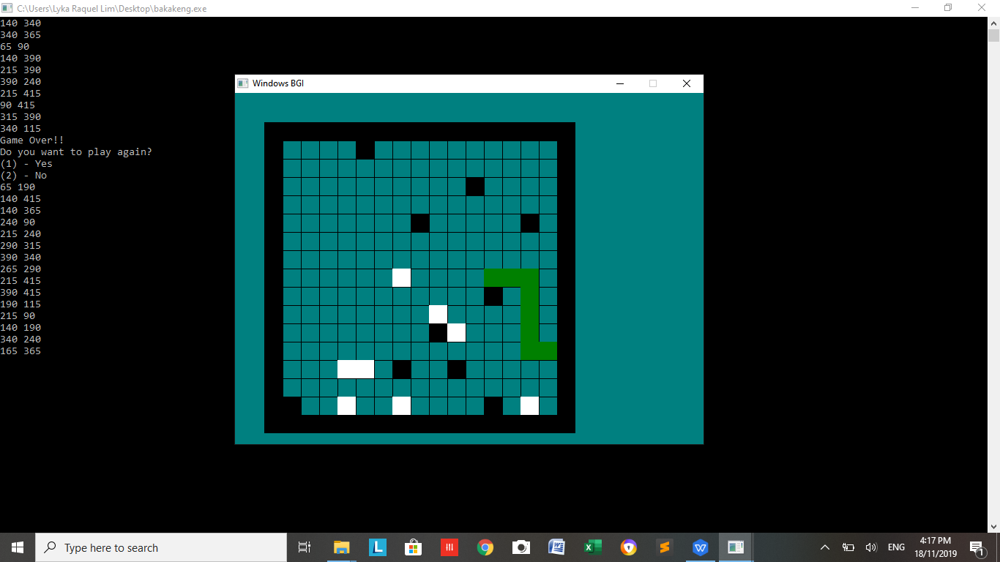 C:\Users\Lyka Raquel Lim\Desktop\bakakeng.exe
140 340
340 365
65 90
140 390
215 390
390 240
215 415
90 415
315 390
340 115
Game Over!!
Do you want to play again?
(1) - Yes
(2) - No
65 190
140 415
140 365
240 90
215 240
290 315
390 340
265 290
215 415
390 415
190 115
215 90
140 190
340 240
165 365
Windows BGI
Type here to search
L
W
ENG
4:17 PM
18/11/2019
1